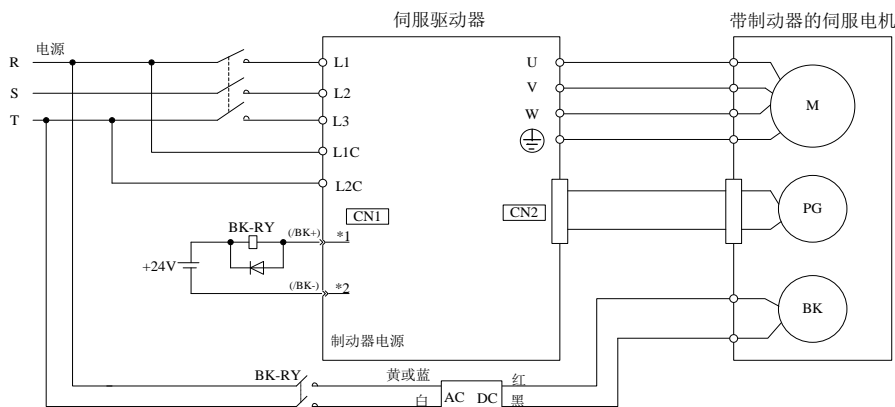 伺服驱动器
带制动器的伺服电机
电源
R
L1
U
S
L2
V
M
T
L3
W
L1C
L2C
CN1
CN2
PG
BK-RY
(/BK+)
*1
+24V
(/BK-)
*2
BK
制动器电源
BK-RY
黄或蓝
红
白
AC DC
黑